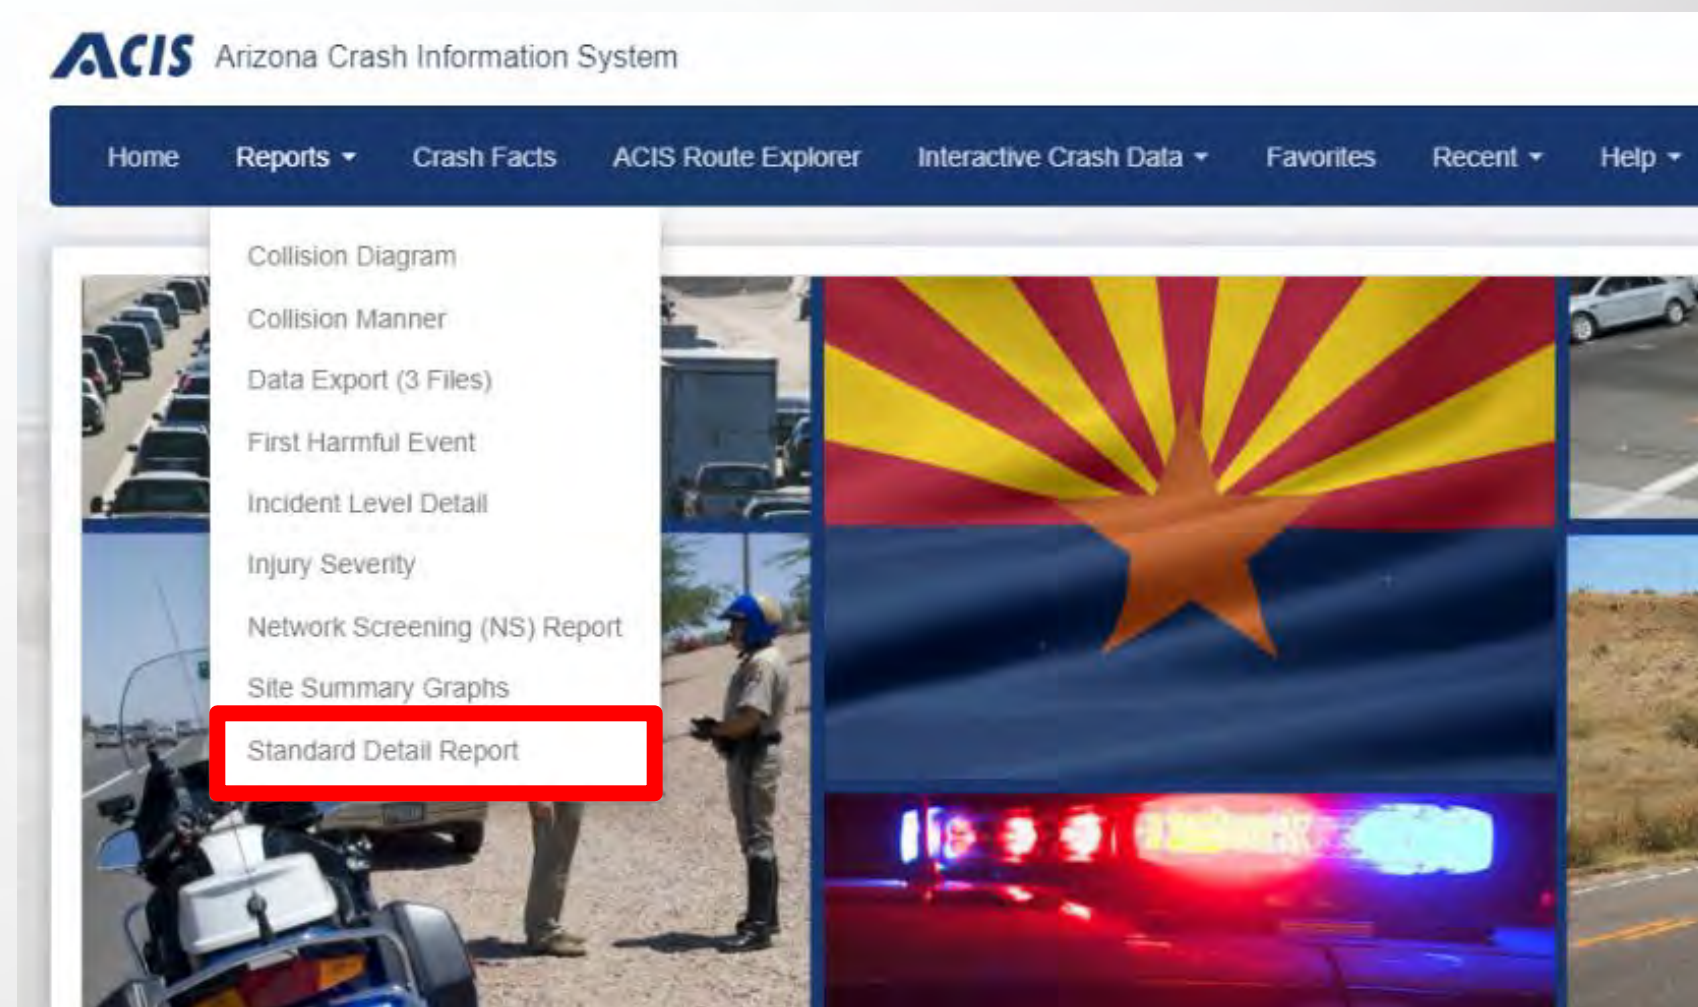 ACIS Arizona Crash Information System
Home Reports Crash Facts ACIS Route Explorer Interactive Crash Data Favorites Recent Help
Collision Diagram
Collision Manner
Data Export (3 Files)
First Harmful Event
Incident Level Detail
Injury Severity
Network Screening (NS) Report
Site Summary Graphs
Standard Detail Report